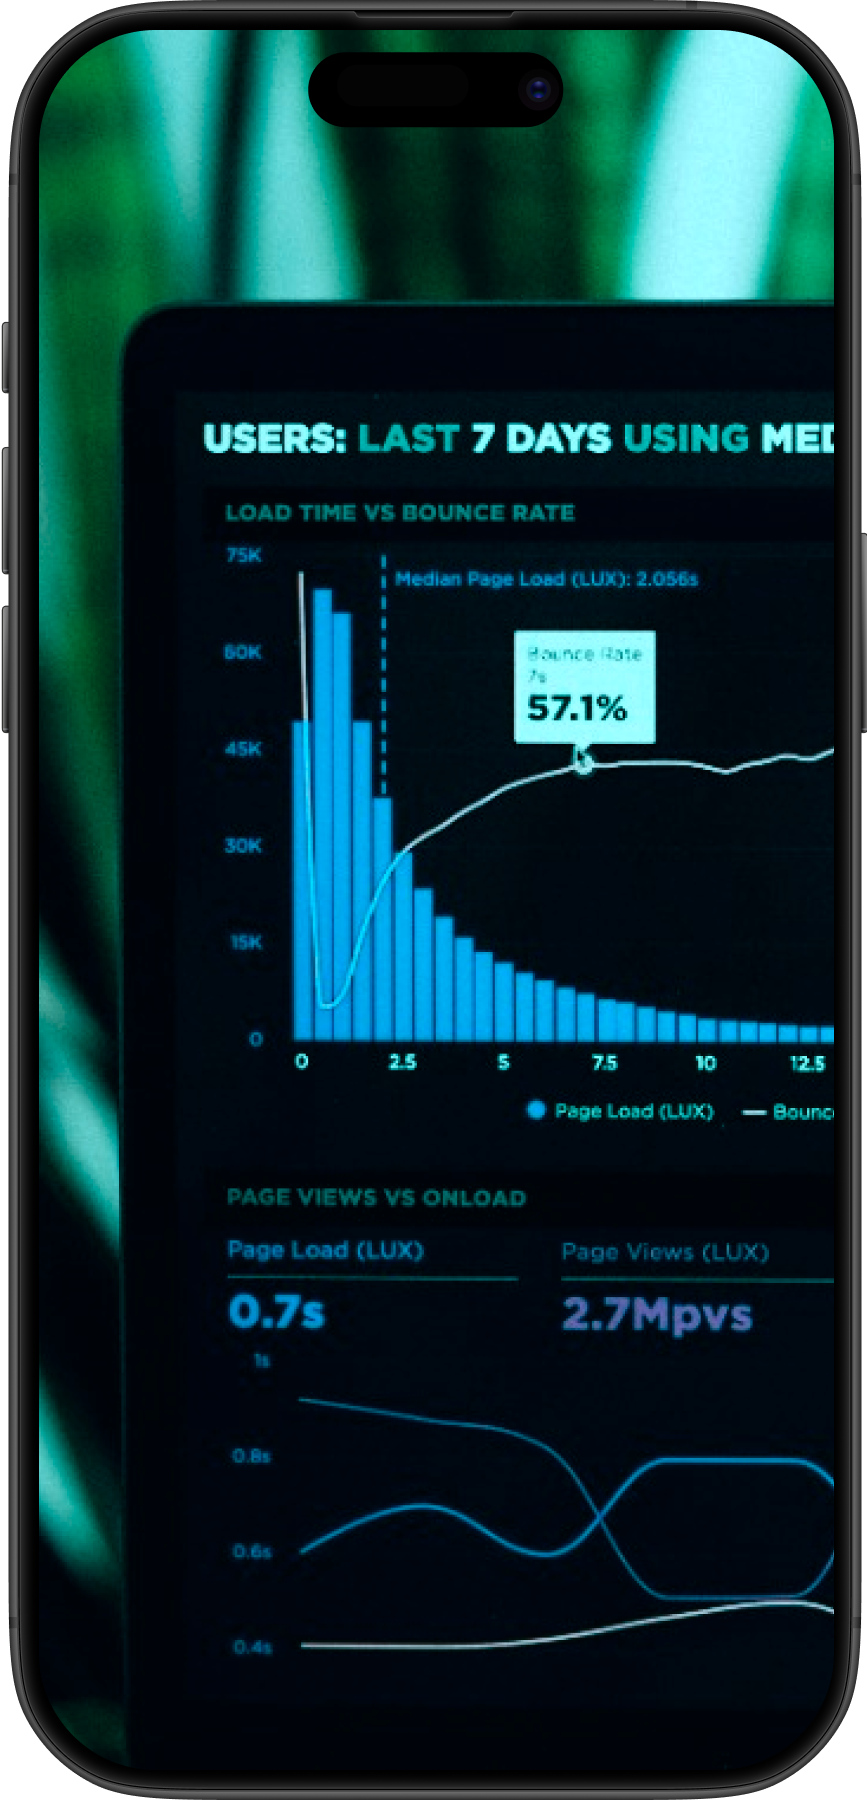 USERS: LAST 7 DAYS USING MED
LOAD TIME VS BOUNCE RATE
75K
Median Page Load (LUX): 2.056s
60K
Bounce Rate
7s
57.1%
45K
30K
15K
0
0 2.5 5 7.5 10 12.5
Page Load (LUX) Bounce
PAGE VIEWS VS ONLOAD
Page Load (LUX) Page Views (LUX)
0.7s 2.7Mpvs
1s
0.8s
0.6s
0.4s